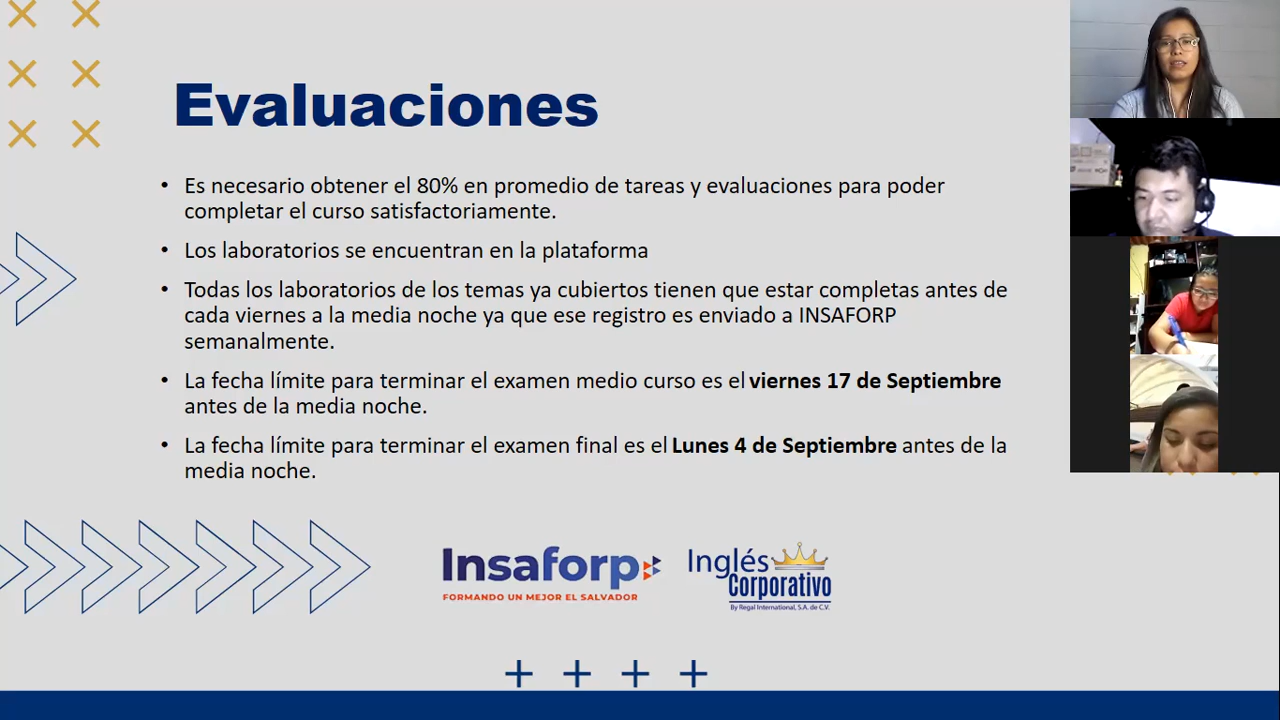 Evaluaciones
• Es necesario obtener el 80% en promedio de tareas y evaluaciones para poder
completar el curso satisfactoriamente.
• Los laboratorios se encuentran en la plataforma
• Todas los laboratorios de los temas ya cubiertos tienen que estar completas antes de
cada viernes a la media noche ya que ese registro es enviado a INSAFORP
semanalmente.
• La fecha límite para terminar el examen medio curso es el viernes 17 de Septiembre
antes de la media noche.
• La fecha límite para terminar el examen final es el Lunes 4 de Septiembre antes de la
media noche.
Insaforp
FORMANDO UN MEJOR EL SALVADOR
Inglés
Corporativo
By Regal International, S.A. de C.V.